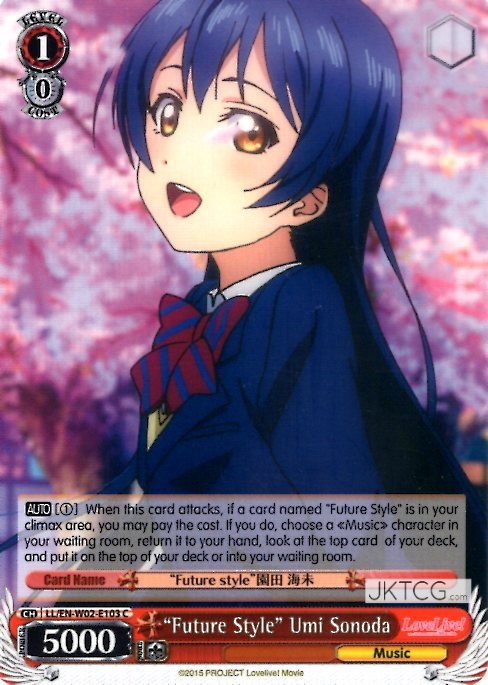 LEVEL
1
0
COST
AUTO [①] When this card attacks, if a card named "Future Style" is in your
climax area, you may pay the cost. If you do, choose a «Music» character in
your waiting room, return it to your hand, look at the top card of your deck,
and put it on the top of your deck or into your waiting room.
Card Name "Future style"園田 海未
JKTCG.com
CH LL/EN-W02-E103 C
POWER 5000 SOUL
"Future Style" Umi Sonoda
LoveLive!
Music
©2015 PROJECT Lovelive! Movie